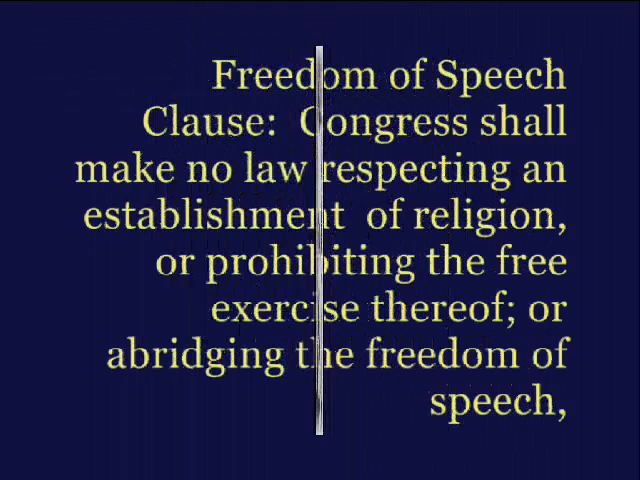 Freedom of Speech
Clause:  Congress shall
make no law respecting an
establishment  of religion,
or prohibiting the free
exercise thereof; or
abridging the freedom of
speech,